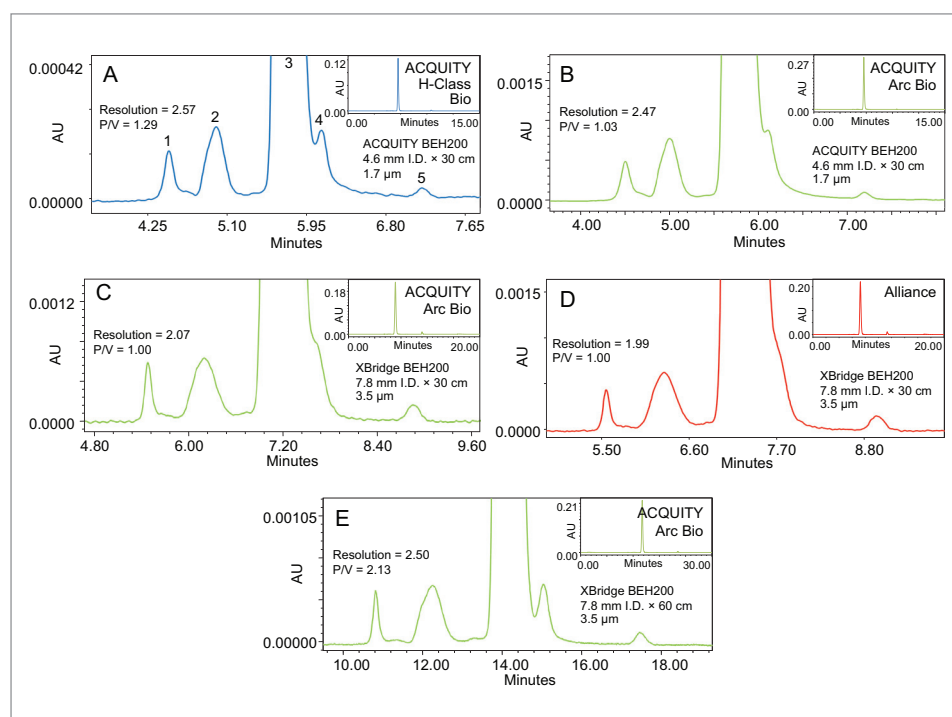 A
0.00042
0.00000
AU
Resolution = 2.57
P/V = 1.29
1
2
3
4
5
0.12
AU
0.00
0.00 Minutes 15.00
ACQUITY
H-Class
Bio
ACQUITY BEH200
4.6 mm I.D. × 30 cm
1.7 µm
4.25 5.10 5.95 6.80 7.65
Minutes
B
0.0015
0.0000
AU
Resolution = 2.47
P/V = 1.03
0.27
AU
0.00
0.00 Minutes 15.00
ACQUITY
Arc Bio
ACQUITY BEH200
4.6 mm I.D. × 30 cm
1.7 µm
4.00 5.00 6.00 7.00
Minutes
C
0.0012
0.0000
AU
Resolution = 2.07
P/V = 1.00
0.18
AU
0.00
0.00 Minutes 20.00
ACQUITY
Arc Bio
XBridge BEH200
7.8 mm I.D. × 30 cm
3.5 µm
4.80 6.00 7.20 8.40 9.60
Minutes
D
0.0015
0.0000
AU
Resolution = 1.99
P/V = 1.00
0.20
AU
0.00
0.00 Minutes 20.00
Alliance
XBridge BEH200
7.8 mm I.D. × 30 cm
3.5 µm
5.50 6.60 7.70 8.80
Minutes
E
0.00105
0.00000
AU
Resolution = 2.50
P/V = 2.13
0.21
AU
0.00
0.00 Minutes 30.00
ACQUITY
Arc Bio
XBridge BEH200
7.8 mm I.D. × 60 cm
3.5 µm
10.00 12.00 14.00 16.00 18.00
Minutes